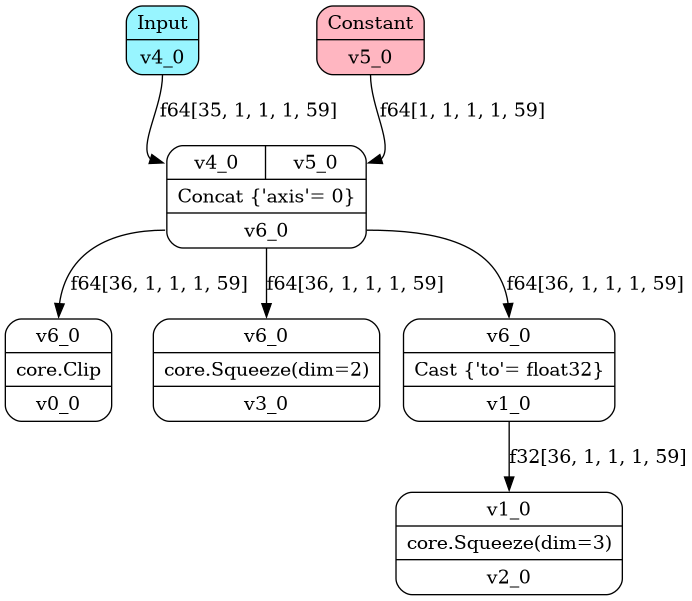 Input
v4_0
Constant
v5_0
f64[35, 1, 1, 1, 59]
f64[1, 1, 1, 1, 59]
v4_0 v5_0
Concat {'axis'= 0}
v6_0
f64[36, 1, 1, 1, 59]
f64[36, 1, 1, 1, 59]
f64[36, 1, 1, 1, 59]
v6_0
core.Clip
v0_0
v6_0
core.Squeeze(dim=2)
v3_0
v6_0
Cast {'to'= float32}
v1_0
f32[36, 1, 1, 1, 59]
v1_0
core.Squeeze(dim=3)
v2_0